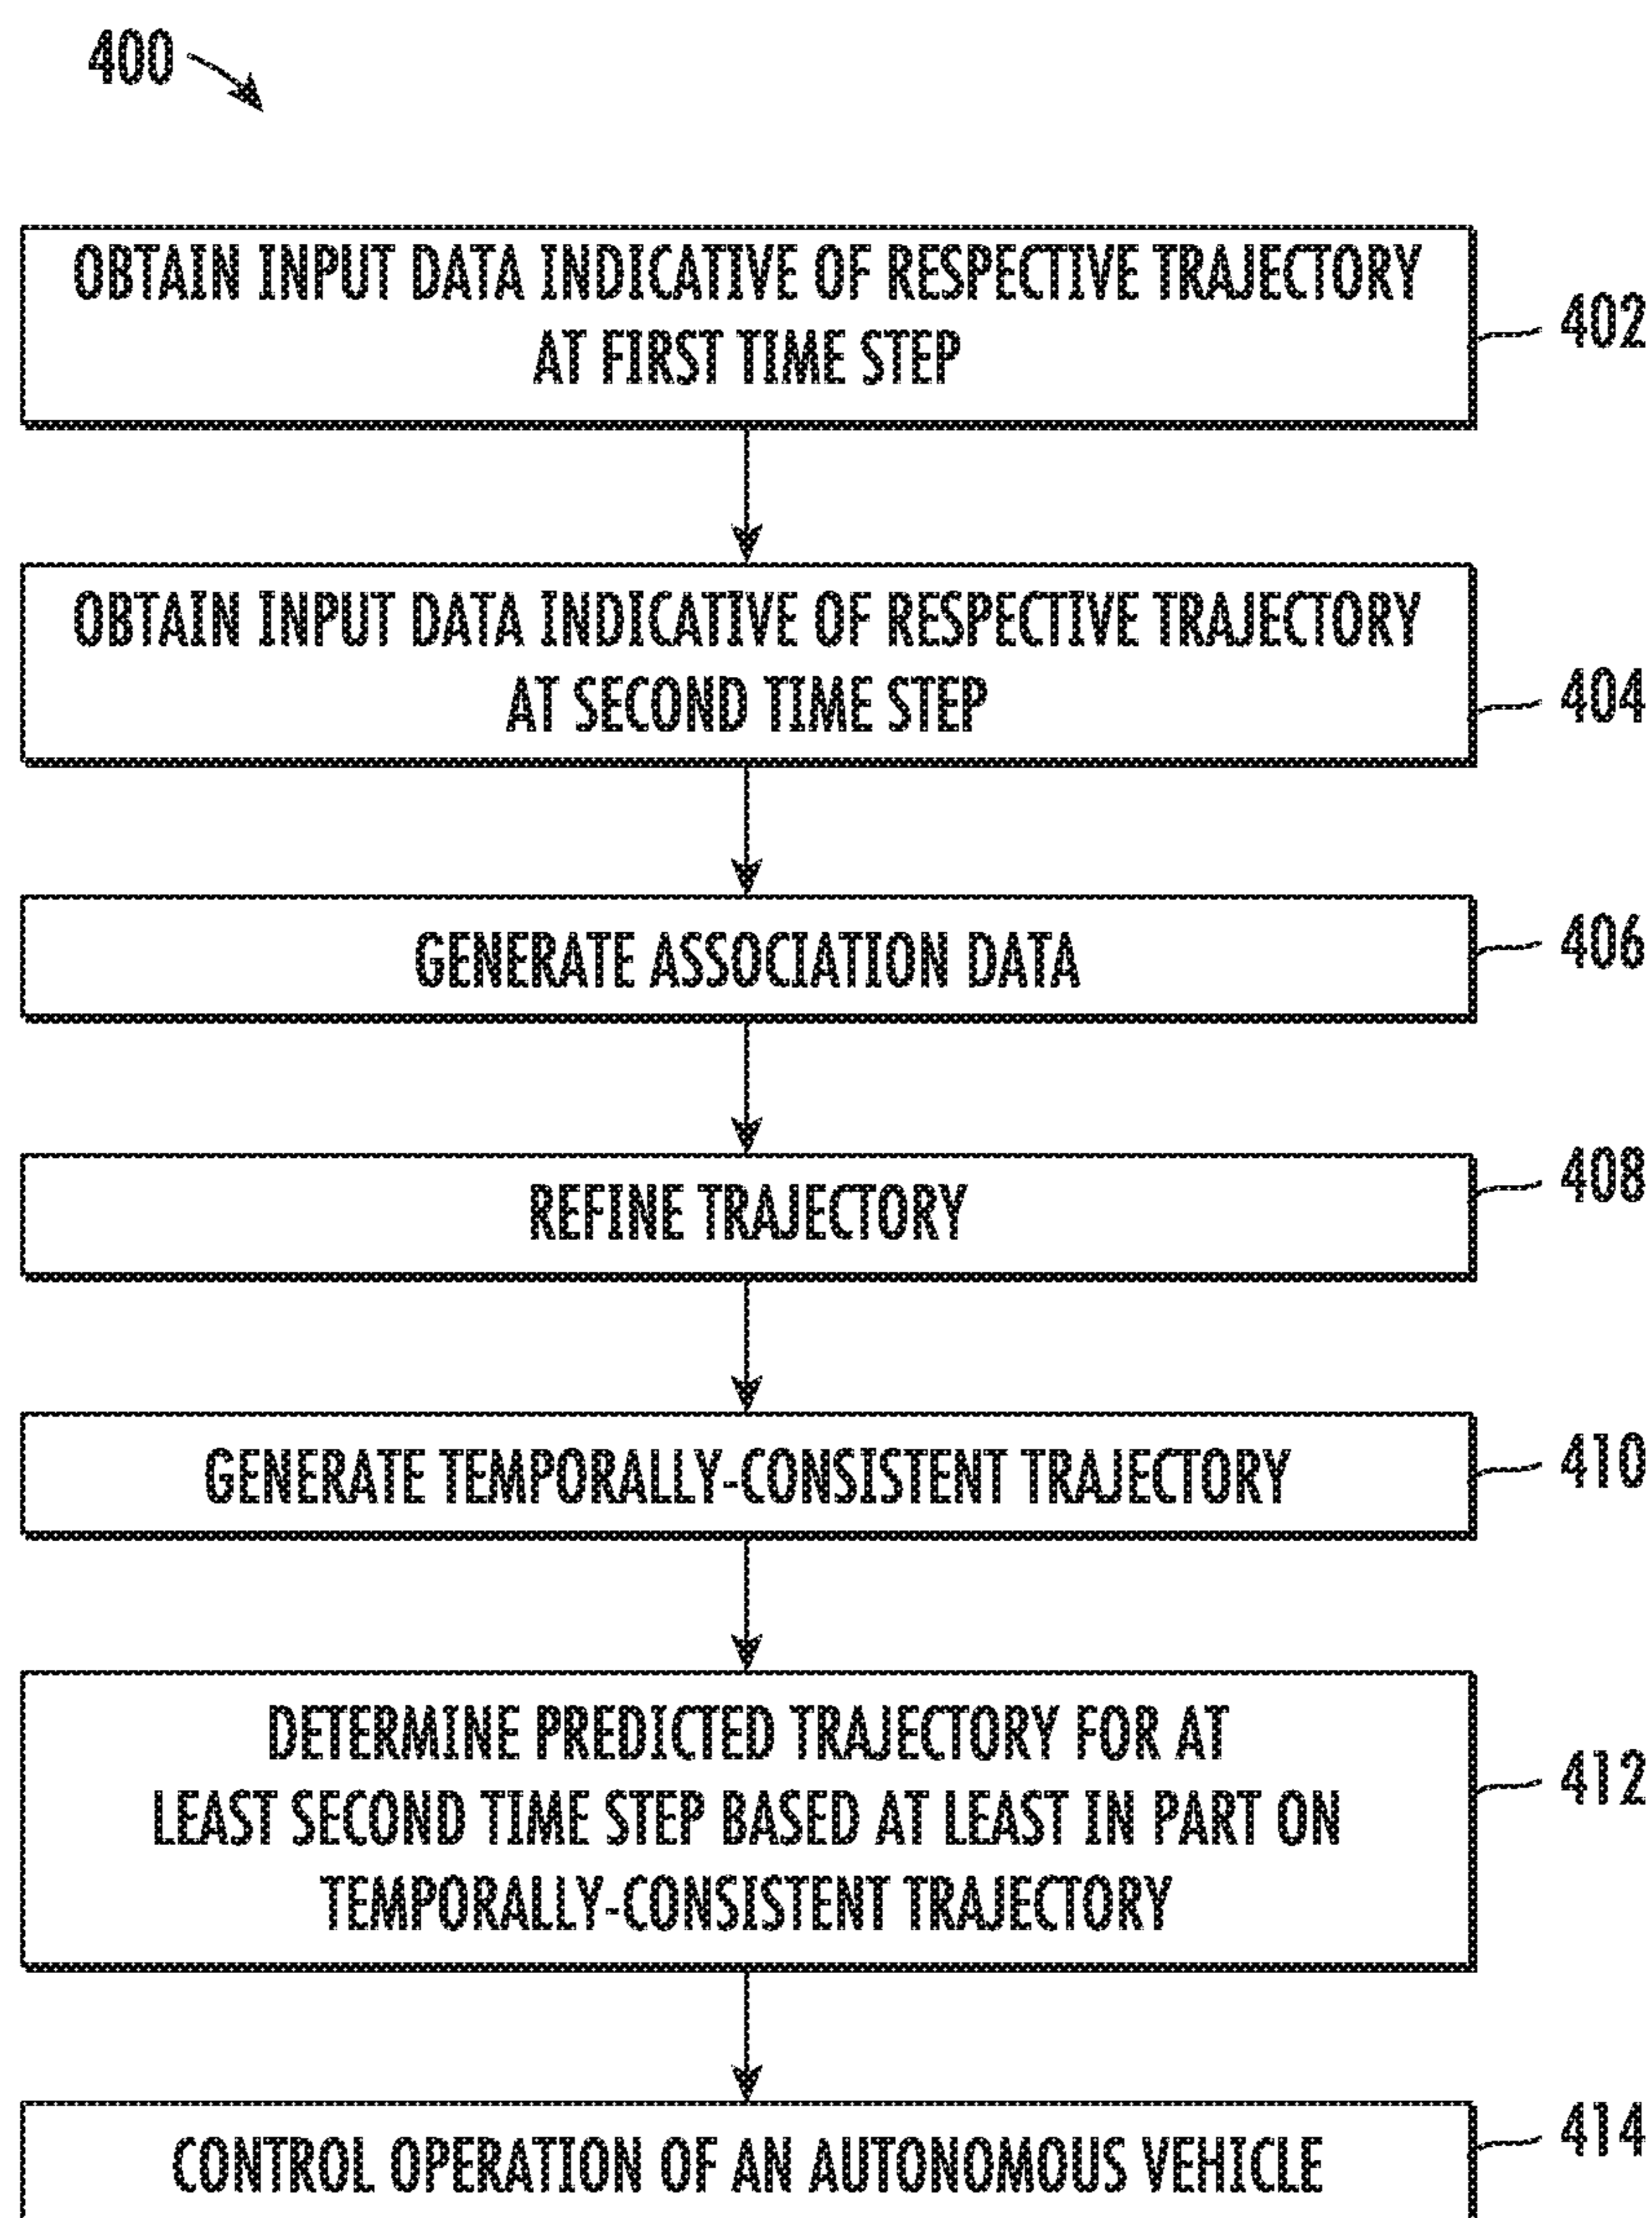 400
OBTAIN INPUT DATA INDICATIVE OF RESPECTIVE TRAJECTORY
AT FIRST TIME STEP
402
OBTAIN INPUT DATA INDICATIVE OF RESPECTIVE TRAJECTORY
AT SECOND TIME STEP
404
GENERATE ASSOCIATION DATA
406
REFINE TRAJECTORY
408
GENERATE TEMPORALLY-CONSISTENT TRAJECTORY
410
DETERMINE PREDICTED TRAJECTORY FOR AT
LEAST SECOND TIME STEP BASED AT LEAST IN PART ON
TEMPORALLY-CONSISTENT TRAJECTORY
412
CONTROL OPERATION OF AN AUTONOMOUS VEHICLE
414